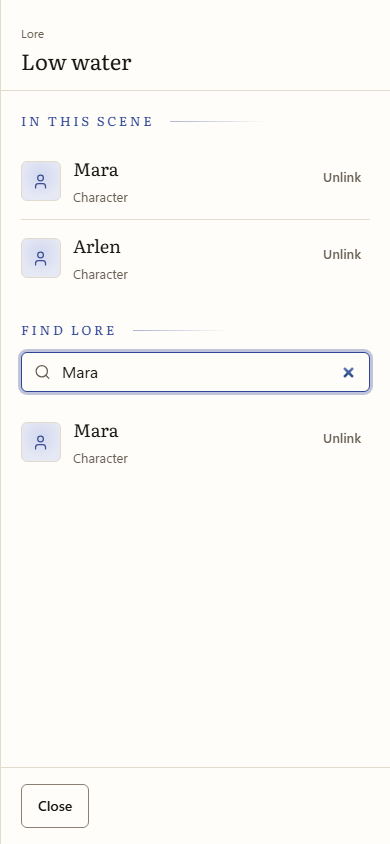 Lore
Low water
IN THIS SCENE
Mara
Character
Unlink
Arlen
Character
Unlink
FIND LORE
Mara
Mara
Character
Unlink
Close